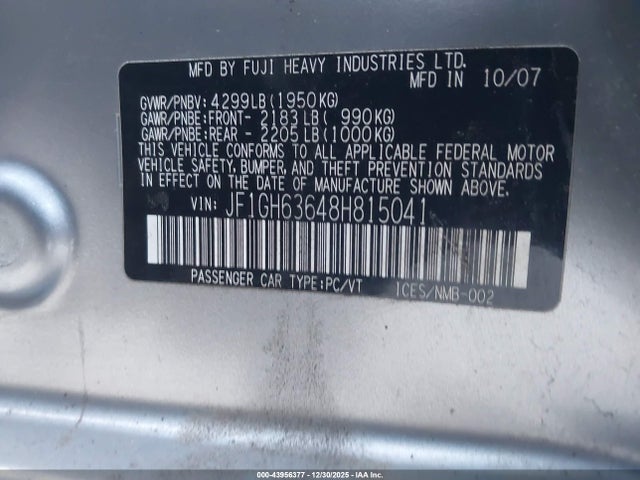 MFD BY FUJI HEAVY INDUSTRIES LTD.
MFD IN 10/07
GVWR/PNBV: 4299LB (1950KG)
GAWR/PNBE: FRONT- 2183 LB ( 990KG)
GAWR/PNBE: REAR - 2205 LB (1000KG)
THIS VEHICLE CONFORMS TO ALL APPLICABLE FEDERAL MOTOR
VEHICLE SAFETY, BUMPER, AND THEFT PREVENTION STANDARDS
IN EFFECT ON THE DATE OF MANUFACTURE SHOWN ABOVE.
VIN: JF1GH63648H815041
PASSENGER CAR TYPE:PC/VT ICES/NMB-002
000-43956377 - 12/30/2025 - IAA Inc.